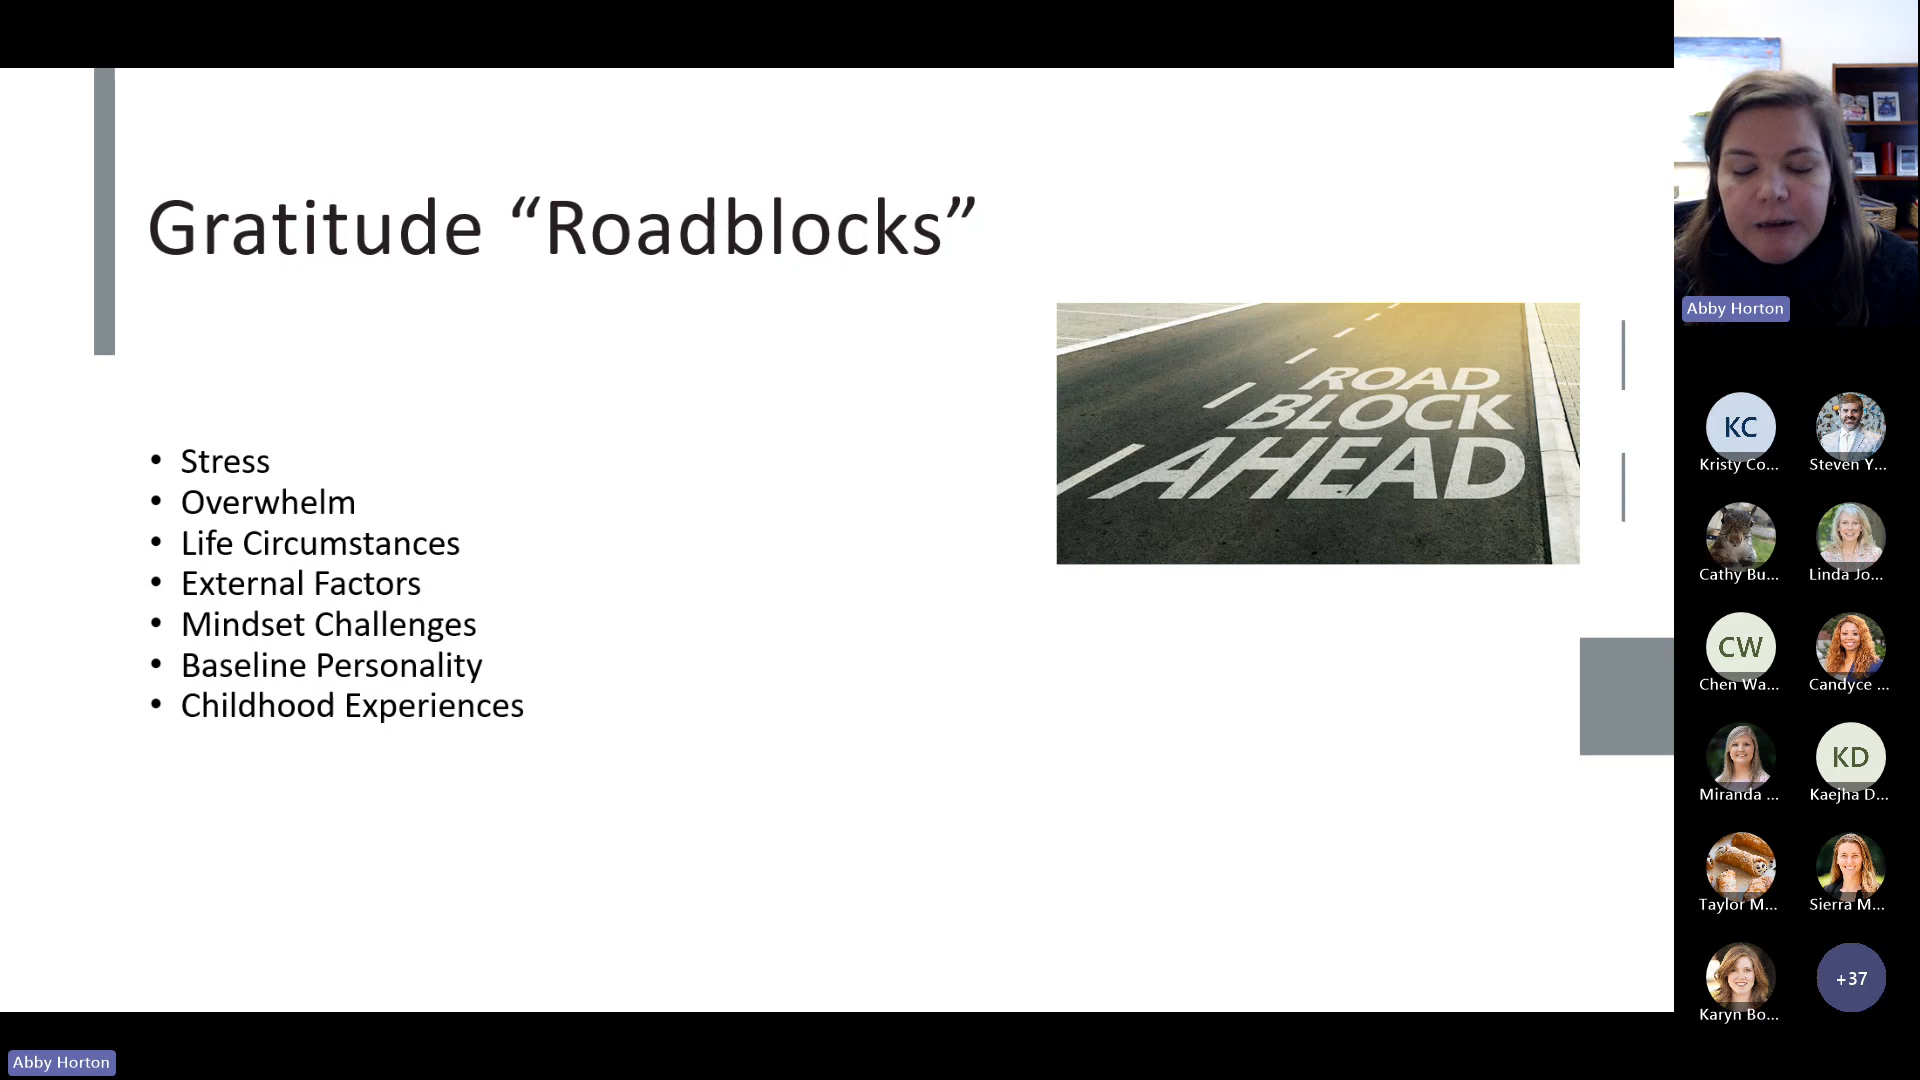 Gratitude “Roadblocks”
• Stress
• Overwhelm
• Life Circumstances
• External Factors
• Mindset Challenges
• Baseline Personality
• Childhood Experiences
ROAD
BLOCK
AHEAD
Abby Horton
KC
Kristy Co...
Steven Y...
Cathy Bu...
Linda Jo...
CW
Chen Wa...
Candyce ...
Miranda ...
KD
Kaejha D...
Taylor M...
Sierra M...
Karyn Bo...
+37
Abby Horton